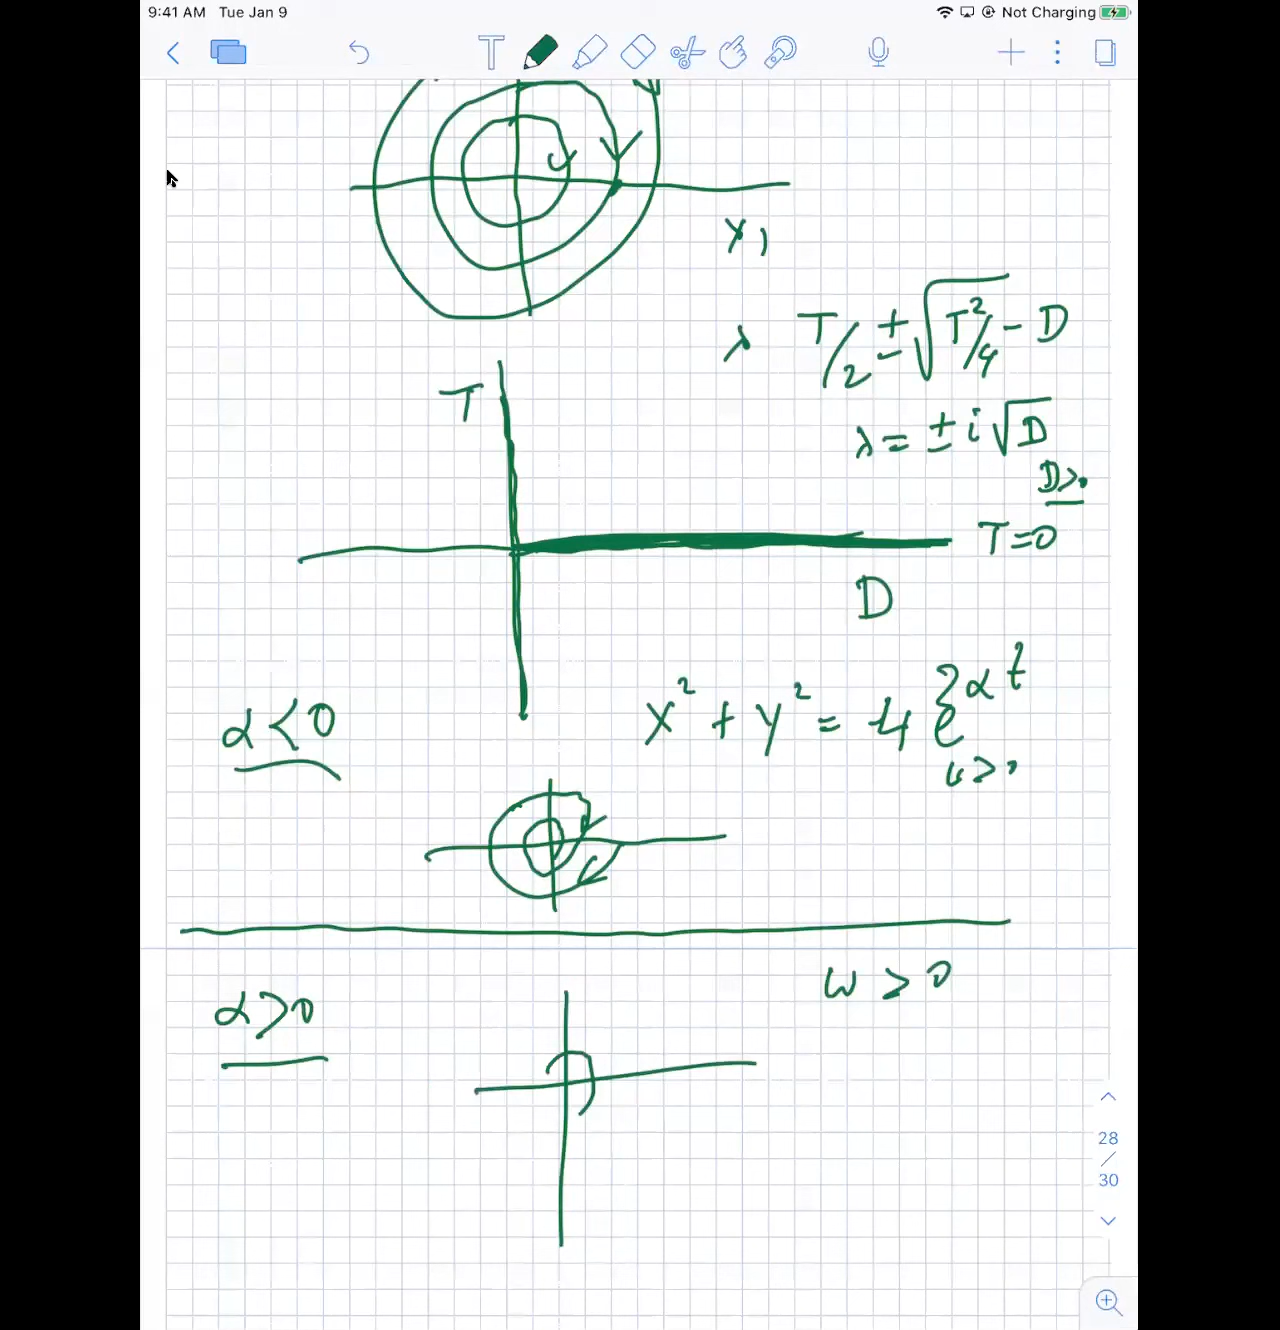 9:41 AM Tue Jan 9 Not Charging
T
x₁
λ T/2 ± √(T²/4 - D)
λ = ± i √D
D>0
T
T=0
D
α < 0
x² + y² = 4 e^{2αt}
ω > 0
α > 0
28
/
30